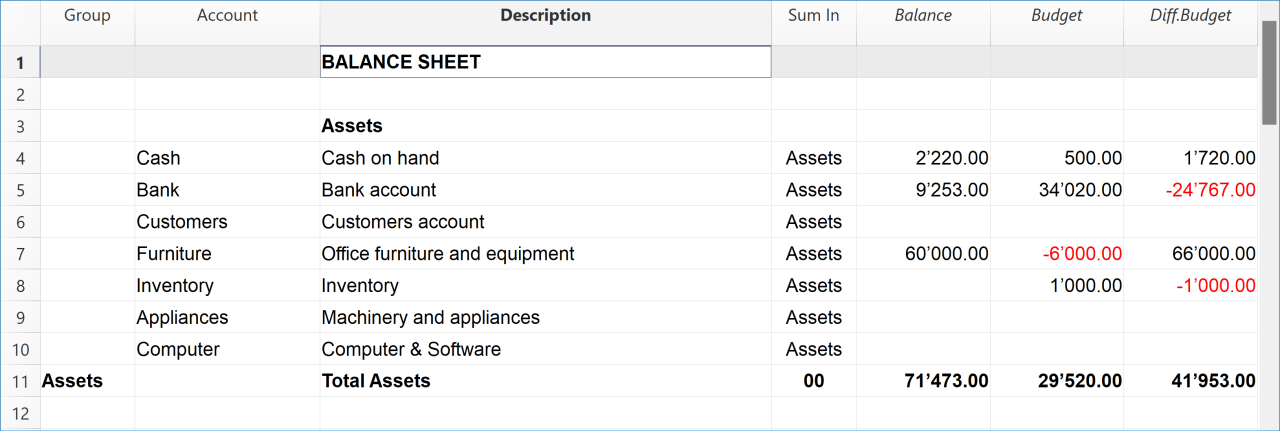 Group Account Description Sum In Balance Budget Diff.Budget
1 BALANCE SHEET
2
3 Assets
4 Cash Cash on hand Assets 2’220.00 500.00 1’720.00
5 Bank Bank account Assets 9’253.00 34’020.00 -24’767.00
6 Customers Customers account Assets
7 Furniture Office furniture and equipment Assets 60’000.00 -6’000.00 66’000.00
8 Inventory Inventory Assets 1’000.00 -1’000.00
9 Appliances Machinery and appliances Assets
10 Computer Computer & Software Assets
11 Assets Total Assets 00 71’473.00 29’520.00 41’953.00
12